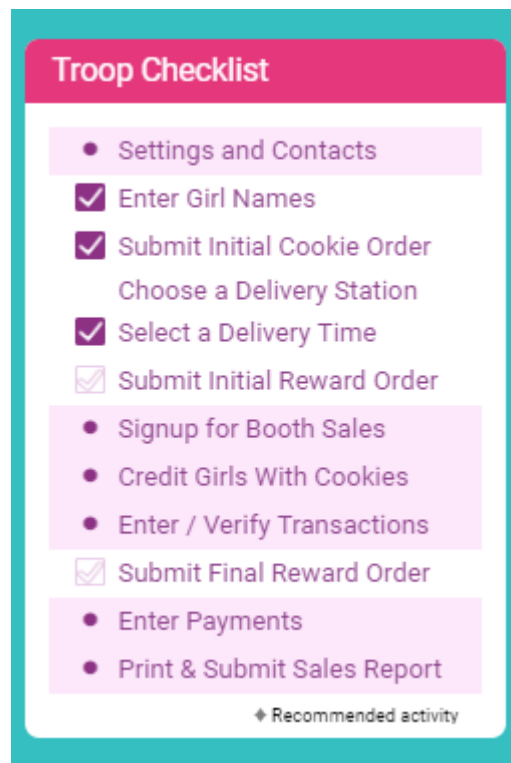 Troop Checklist
Settings and Contacts
Enter Girl Names
Submit Initial Cookie Order
Choose a Delivery Station
Select a Delivery Time
Submit Initial Reward Order
Signup for Booth Sales
Credit Girls With Cookies
Enter / Verify Transactions
Submit Final Reward Order
Enter Payments
Print & Submit Sales Report
Recommended activity